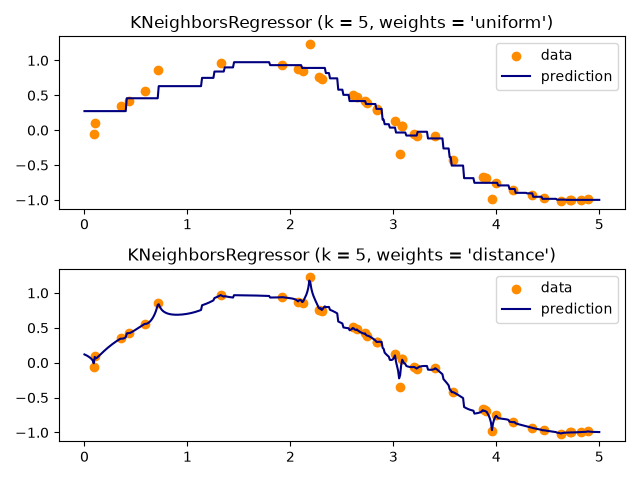 KNeighborsRegressor (k = 5, weights = 'uniform')
data
prediction
1.0
0.5
0.0
−0.5
−1.0
0 1 2 3 4 5
KNeighborsRegressor (k = 5, weights = 'distance')
data
prediction
1.0
0.5
0.0
−0.5
−1.0
0 1 2 3 4 5